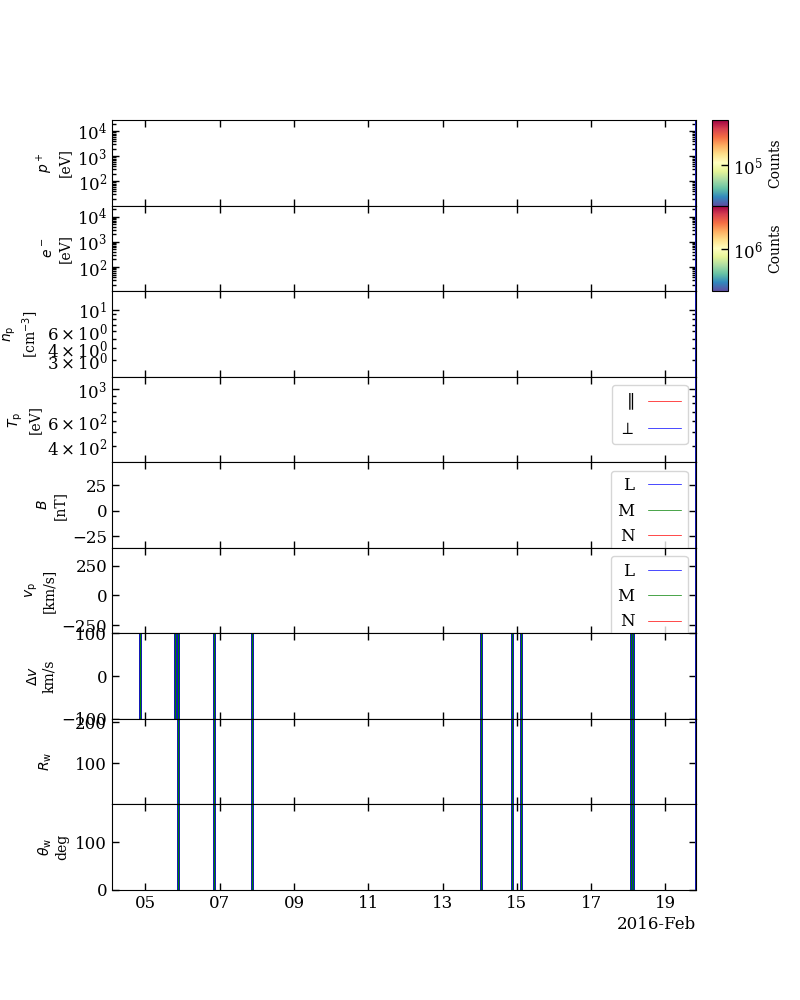 10^4
10^3
10^2
p^+
[eV]
10^5
Counts
10^4
10^3
10^2
e^−
[eV]
10^6
Counts
10^1
6 × 10^0
4 × 10^0
3 × 10^0
n_p
[cm^−3]
10^3
6 × 10^2
4 × 10^2
T_p
[eV]
∥
⊥
25
0
−25
B
[nT]
L
M
N
250
0
−250
v_p
[km/s]
L
M
N
100
0
−100
Δv
km/s
200
100
R_w
100
0
θ_w
deg
05 07 09 11 13 15 17 19
2016-Feb